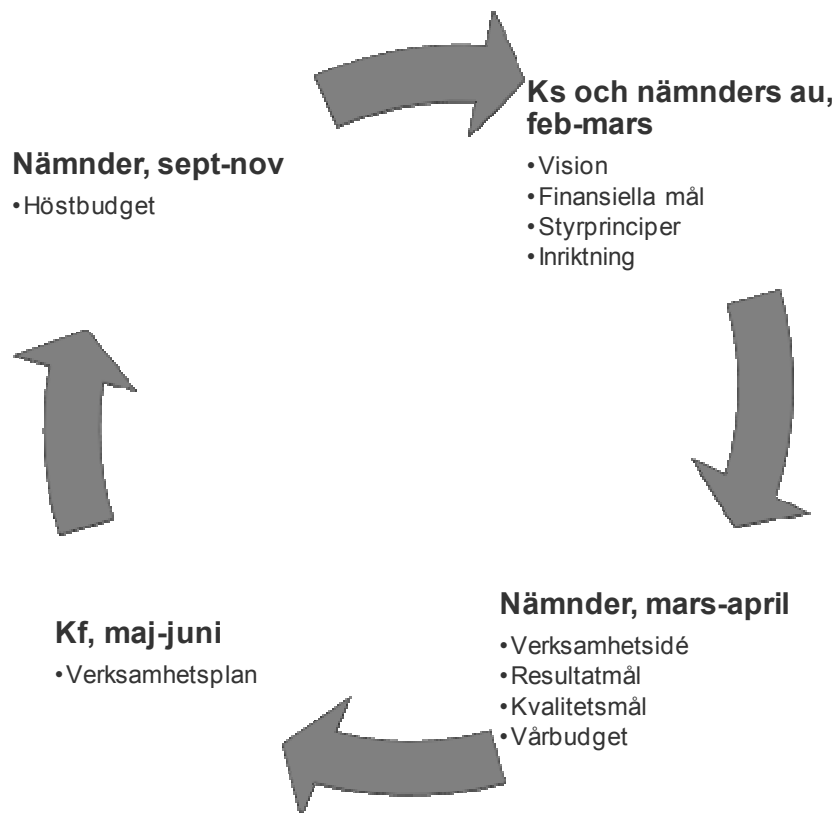 Ks och nämnders au,
feb-mars
•Vision
•Finansiella mål
•Styrprinciper
•Inriktning
Nämnder, mars-april
•Verksamhetsidé
•Resultatmål
•Kvalitetsmål
•Vårbudget
Kf, maj-juni
•Verksamhetsplan
Nämnder, sept-nov
•Höstbudget